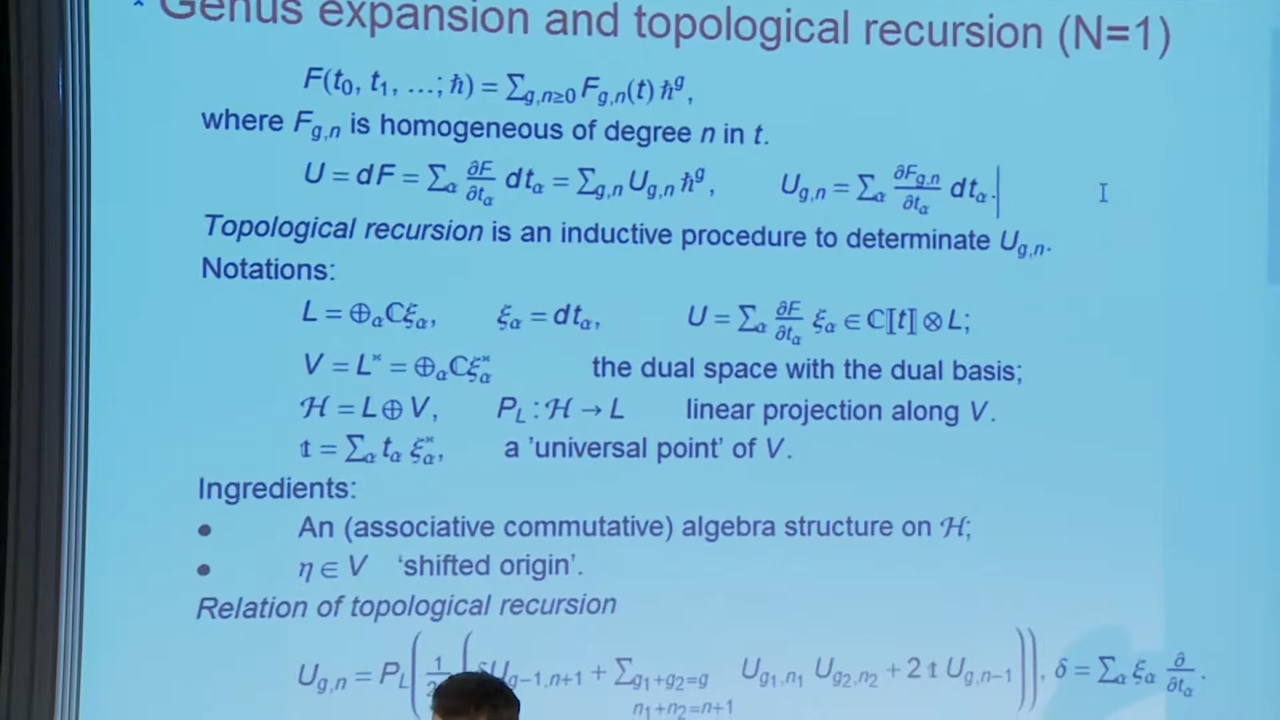 Genus expansion and topological recursion (N=1)
F(t₀, t₁, ...; ħ) = ∑_{g,n≥0} F_{g,n}(t) ħ^g,
where F_{g,n} is homogeneous of degree n in t.
U = dF = ∑_α ∂F/∂t_α dt_α = ∑_{g,n} U_{g,n} ħ^g, U_{g,n} = ∑_α ∂F_{g,n}/∂t_α dt_α.
Topological recursion is an inductive procedure to determinate U_{g,n}.
Notations:
L = ⊕_α ℂξ_α, ξ_α = dt_α, U = ∑_α ∂F/∂t_α ξ_α ∈ ℂ⟦t⟧ ⊗ L;
V = L* = ⊕_α ℂξ*_α the dual space with the dual basis;
ℋ = L ⊕ V, P_L : ℋ → L linear projection along V.
𝕥 = ∑_α t_α ξ*_α, a 'universal point' of V.
Ingredients:
• An (associative commutative) algebra structure on ℋ;
• η ∈ V 'shifted origin'.
Relation of topological recursion
U_{g,n} = P_L( 1 ( U_{g−1,n+1} + ∑_{g₁+g₂=g, n₁+n₂=n+1} U_{g₁,n₁} U_{g₂,n₂} + 2 𝕥 U_{g,n−1} )), δ = ∑_α ξ_α ∂/∂t_α.